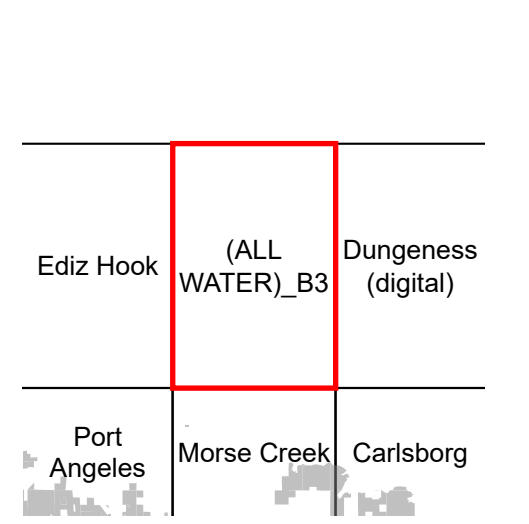 Ediz Hook
(ALL
WATER)_B3
Dungeness
(digital)
Port
Angeles
Morse Creek
Carlsborg